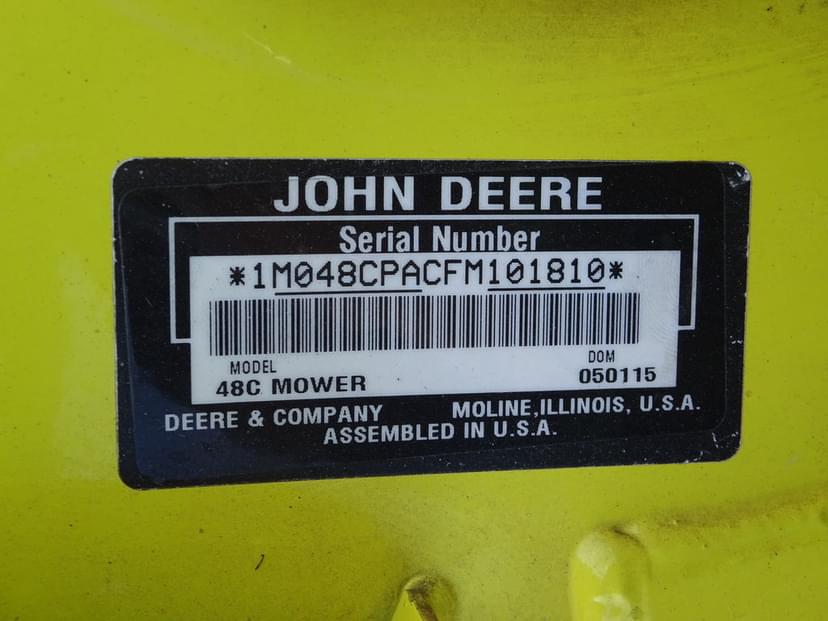 JOHN DEERE
Serial Number
*1M048CPACFM101810*
MODEL DOM
48C MOWER 050115
DEERE & COMPANY MOLINE, ILLINOIS, U.S.A.
ASSEMBLED IN U.S.A.